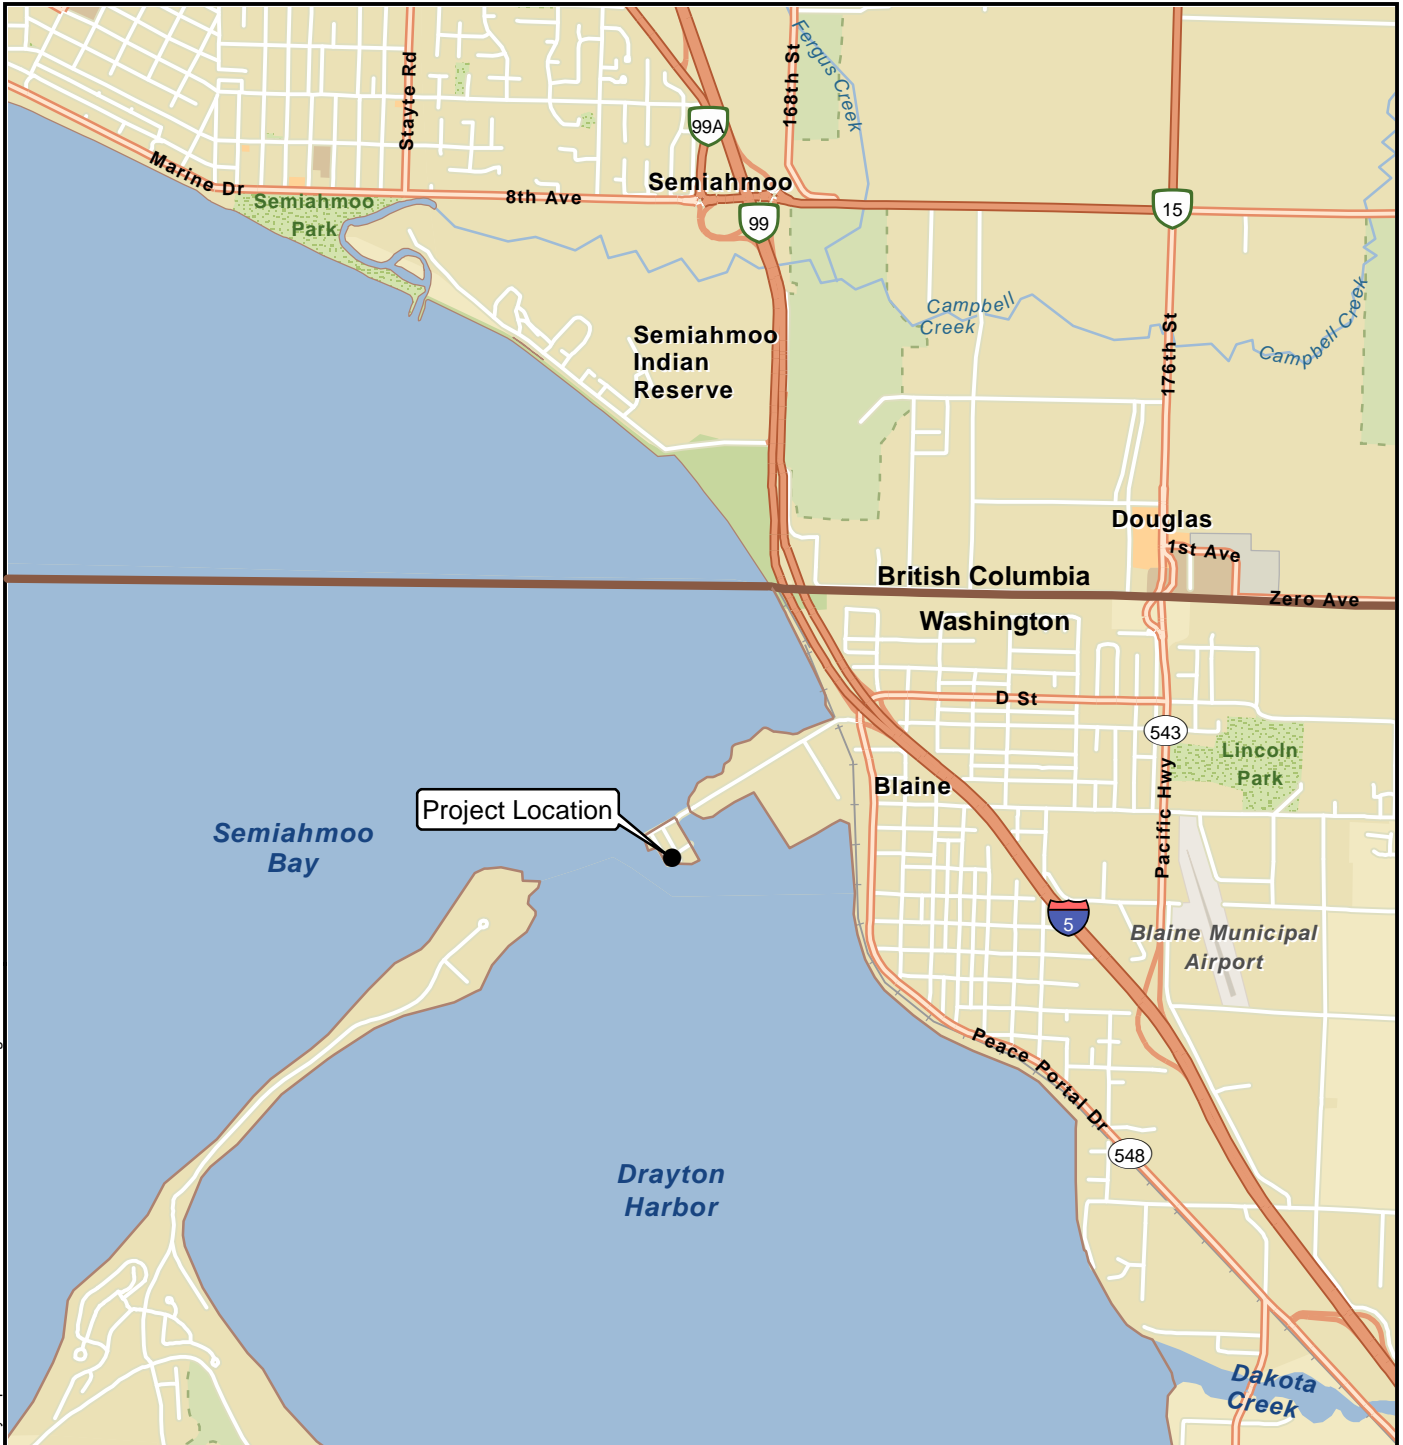 Stayte Rd
168th St
Fergus Creek
99A
Marine Dr
Semiahmoo
Park
8th Ave
Semiahmoo
99
15
Campbell
Creek
Campbell Creek
Semiahmoo
Indian
Reserve
176th St
Douglas
1st Ave
British Columbia
Zero Ave
Washington
D St
543
Lincoln
Park
Blaine
Pacific Hwy
Project Location
Semiahmoo
Bay
5
Blaine Municipal
Airport
Peace Portal Dr
548
Drayton
Harbor
Dakota
Creek